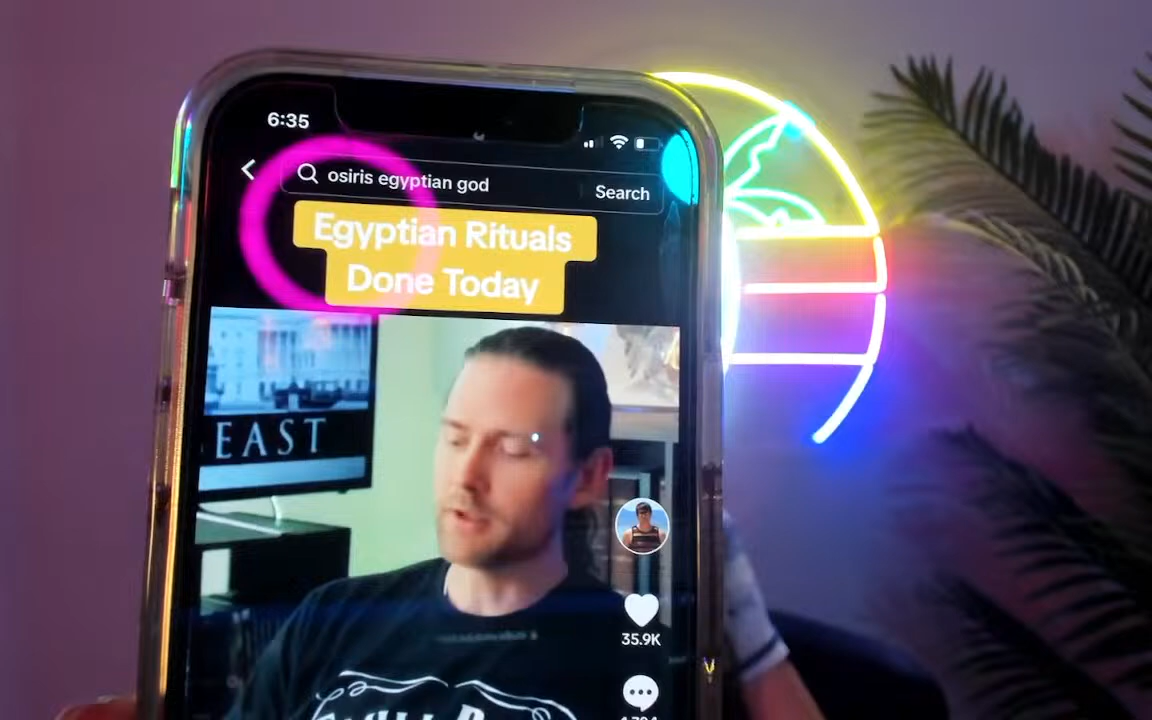 6:35
osiris egyptian god
Search
Egyptian Rituals
Done Today
EAST
35.9K